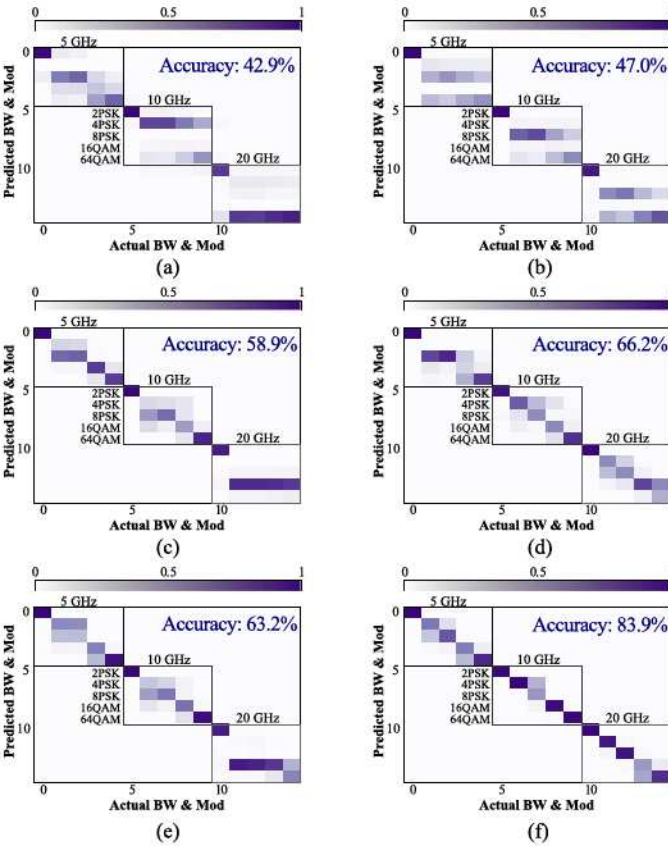 0 0.5 1
0 5 GHz
Accuracy: 42.9%
5 10 GHz
2PSK
4PSK
8PSK
16QAM
64QAM
10 20 GHz
0 5 10
Predicted BW & Mod
Actual BW & Mod
(a)
0 0.5 1
0 5 GHz
Accuracy: 47.0%
5 10 GHz
2PSK
4PSK
8PSK
16QAM
64QAM
10 20 GHz
0 5 10
Predicted BW & Mod
Actual BW & Mod
(b)
0 0.5 1
0 5 GHz
Accuracy: 58.9%
5 10 GHz
2PSK
4PSK
8PSK
16QAM
64QAM
10 20 GHz
5 10
Predicted BW & Mod
Actual BW & Mod
(c)
0 0.5 1
0 5 GHz
Accuracy: 66.2%
5 10 GHz
2PSK
4PSK
8PSK
16QAM
64QAM
10 20 GHz
0 5 10
Predicted BW & Mod
Actual BW & Mod
(d)
0 0.5 1
0 5 GHz
Accuracy: 63.2%
5 10 GHz
2PSK
4PSK
8PSK
16QAM
64QAM
10 20 GHz
0 5 10
Predicted BW & Mod
Actual BW & Mod
(e)
0 0.5 1
0 5 GHz
Accuracy: 83.9%
5 10 GHz
2PSK
4PSK
8PSK
16QAM
64QAM
10 20 GHz
0 5 10
Predicted BW & Mod
Actual BW & Mod
(f)